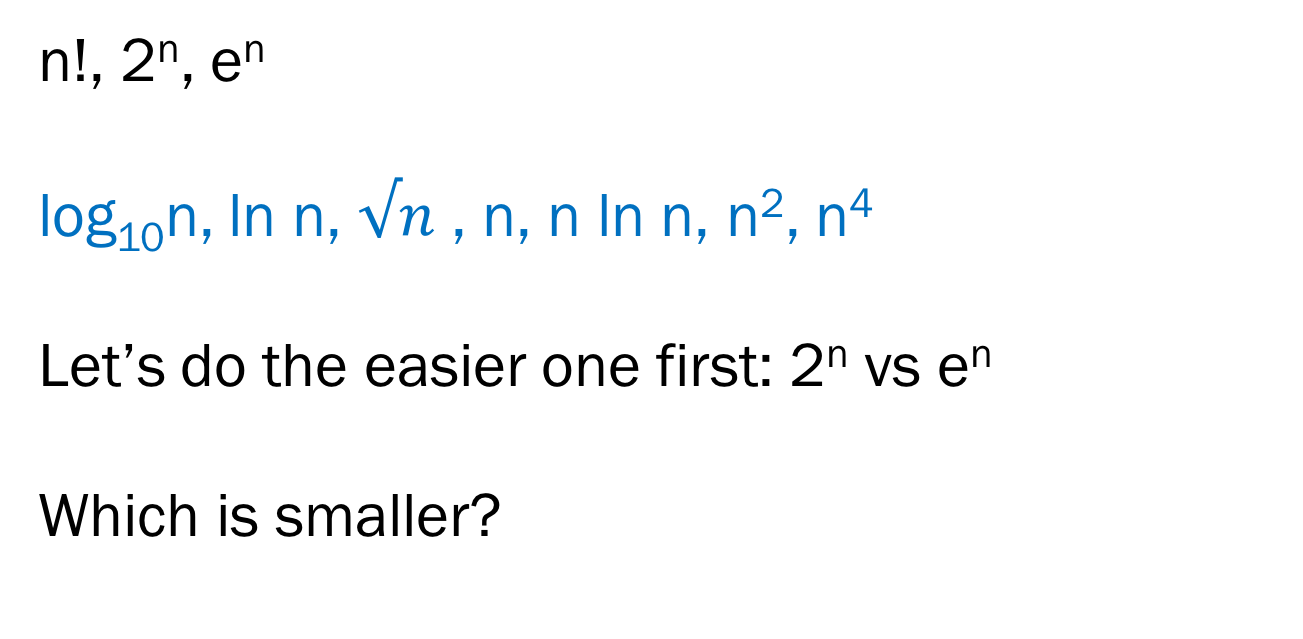 n!, 2ⁿ, eⁿ
log₁₀n, ln n, √n , n, n ln n, n², n⁴
Let’s do the easier one first: 2ⁿ vs eⁿ
Which is smaller?